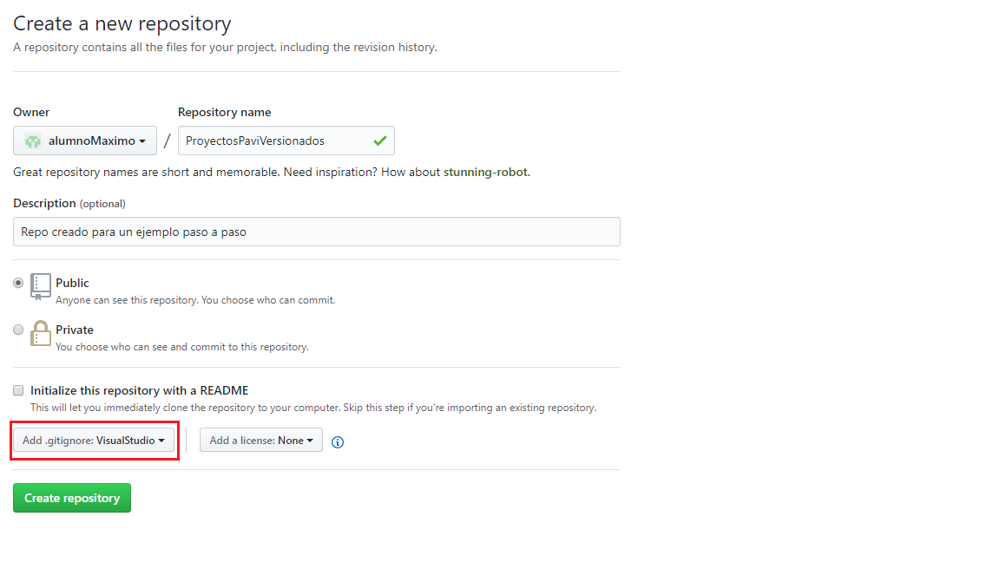 Create a new repository
A repository contains all the files for your project, including the revision history.
Owner Repository name
alumnoMaximo / ProyectosPaviVersionados
Great repository names are short and memorable. Need inspiration? How about stunning-robot.
Description (optional)
Repo creado para un ejemplo paso a paso
Public
Anyone can see this repository. You choose who can commit.
Private
You choose who can see and commit to this repository.
Initialize this repository with a README
This will let you immediately clone the repository to your computer. Skip this step if you’re importing an existing repository.
Add .gitignore: VisualStudio Add a license: None
Create repository